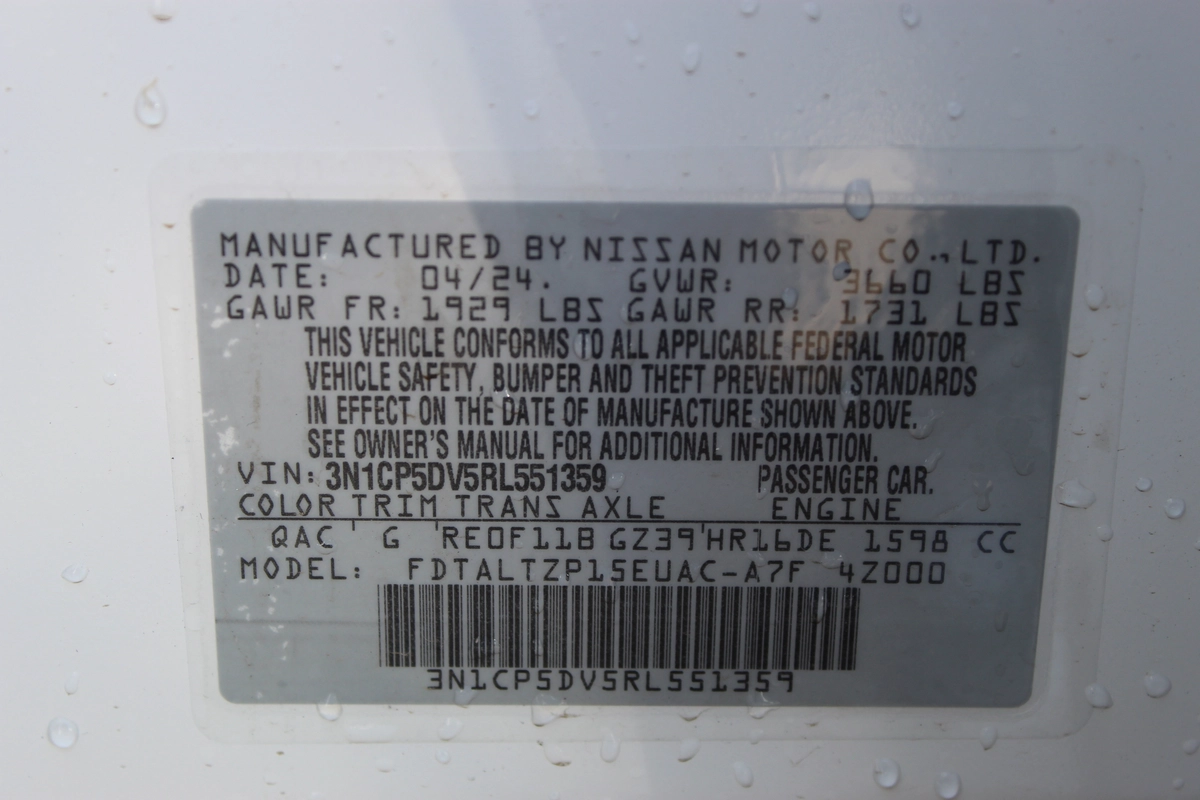 MANUFACTURED BY NISSAN MOTOR CO., LTD.
DATE: 04/24. GVWR: 3660 LBS
GAWR FR: 1929 LBS GAWR RR: 1731 LBS
THIS VEHICLE CONFORMS TO ALL APPLICABLE FEDERAL MOTOR
VEHICLE SAFETY, BUMPER AND THEFT PREVENTION STANDARDS
IN EFFECT ON THE DATE OF MANUFACTURE SHOWN ABOVE.
SEE OWNER'S MANUAL FOR ADDITIONAL INFORMATION.
VIN: 3N1CP5DV5RL551359 PASSENGER CAR.
COLOR TRIM TRANS AXLE ENGINE
QAC ' G 'RE0F11B GZ39'HR16DE 1598 CC
MODEL: FDTALTZP15EUAC-A7F 4Z000
3N1CP5DV5RL551359